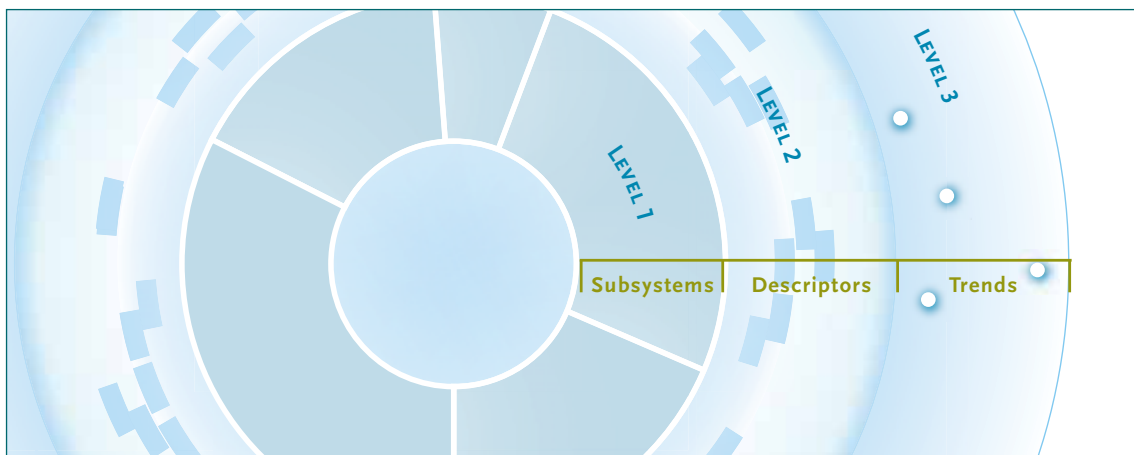 LEVEL 3
LEVEL 2
LEVEL 1
Subsystems
Descriptors
Trends